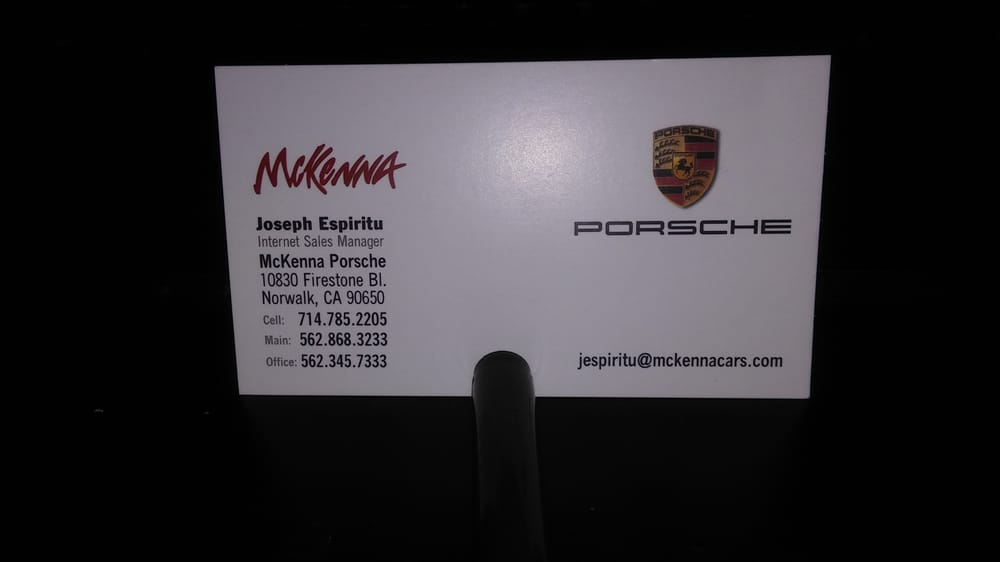 McKenna
Joseph Espiritu
Internet Sales Manager
McKenna Porsche
10830 Firestone Bl.
Norwalk, CA 90650
Cell: 714.785.2205
Main: 562.868.3233
Office: 562.345.7333
PORSCHE
PORSCHE
jespiritu@mckennacars.com